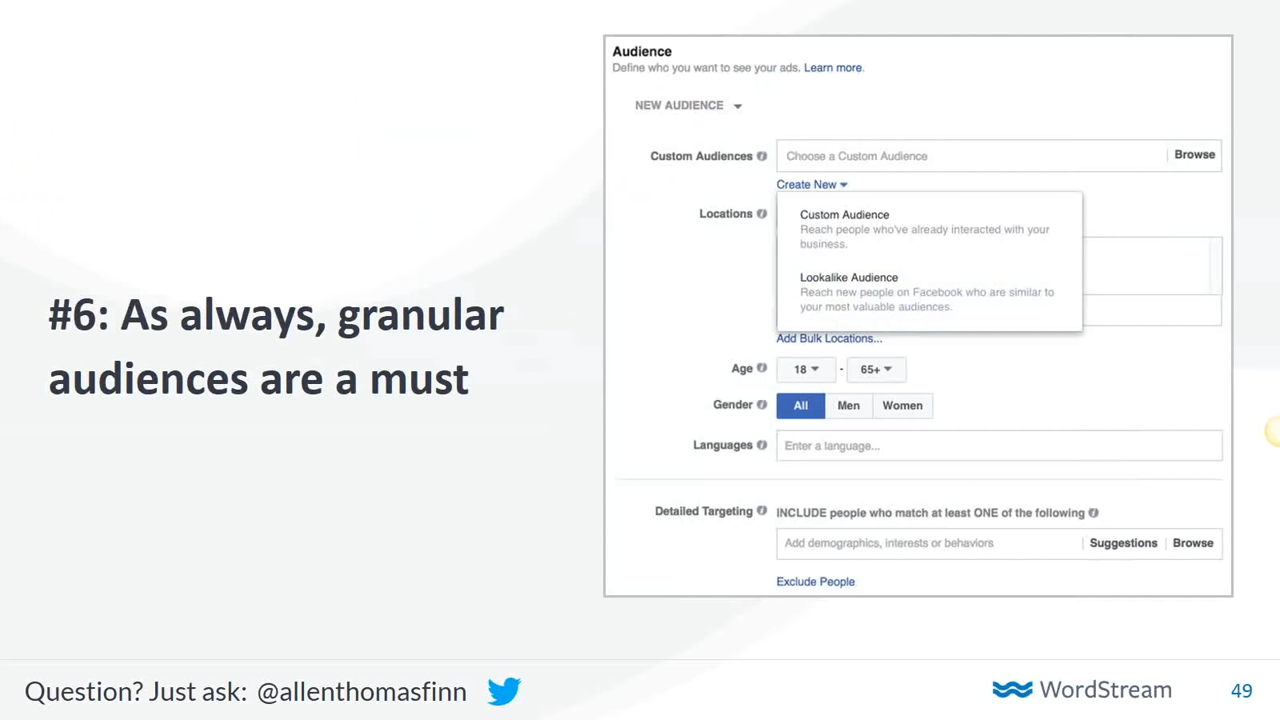 #6: As always, granular
audiences are a must
Audience
Define who you want to see your ads. Learn more.
NEW AUDIENCE
Custom Audiences
Choose a Custom Audience
Browse
Create New
Custom Audience
Reach people who've already interacted with your
business.
Lookalike Audience
Reach new people on Facebook who are similar to
your most valuable audiences.
Locations
Add Bulk Locations...
Age
18 - 65+
Gender
All Men Women
Languages
Enter a language...
Detailed Targeting
INCLUDE people who match at least ONE of the following
Add demographics, interests or behaviors
Suggestions Browse
Exclude People
Question? Just ask: @allenthomasfinn
WordStream
49